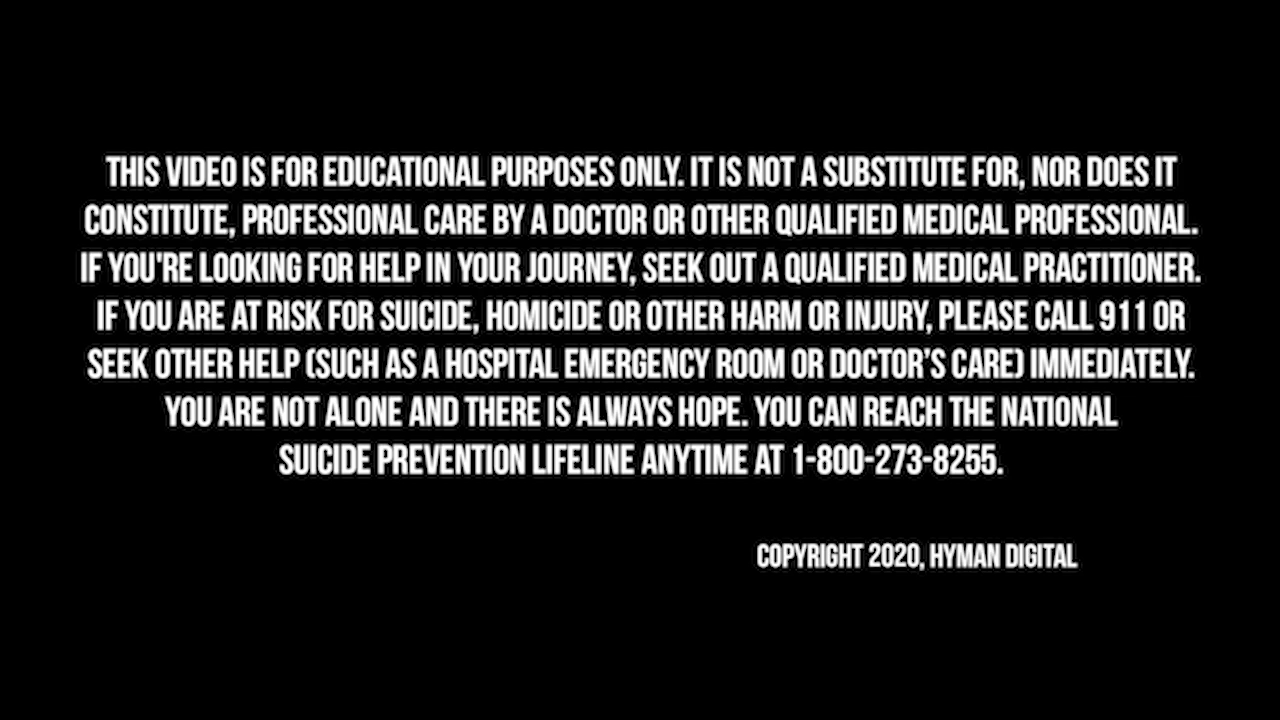 THIS VIDEO IS FOR EDUCATIONAL PURPOSES ONLY. IT IS NOT A SUBSTITUTE FOR, NOR DOES IT
CONSTITUTE, PROFESSIONAL CARE BY A DOCTOR OR OTHER QUALIFIED MEDICAL PROFESSIONAL.
IF YOU'RE LOOKING FOR HELP IN YOUR JOURNEY, SEEK OUT A QUALIFIED MEDICAL PRACTITIONER.
IF YOU ARE AT RISK FOR SUICIDE, HOMICIDE OR OTHER HARM OR INJURY, PLEASE CALL 911 OR
SEEK OTHER HELP (SUCH AS A HOSPITAL EMERGENCY ROOM OR DOCTOR’S CARE) IMMEDIATELY.
YOU ARE NOT ALONE AND THERE IS ALWAYS HOPE. YOU CAN REACH THE NATIONAL
SUICIDE PREVENTION LIFELINE ANYTIME AT 1-800-273-8255.
COPYRIGHT 2020, HYMAN DIGITAL